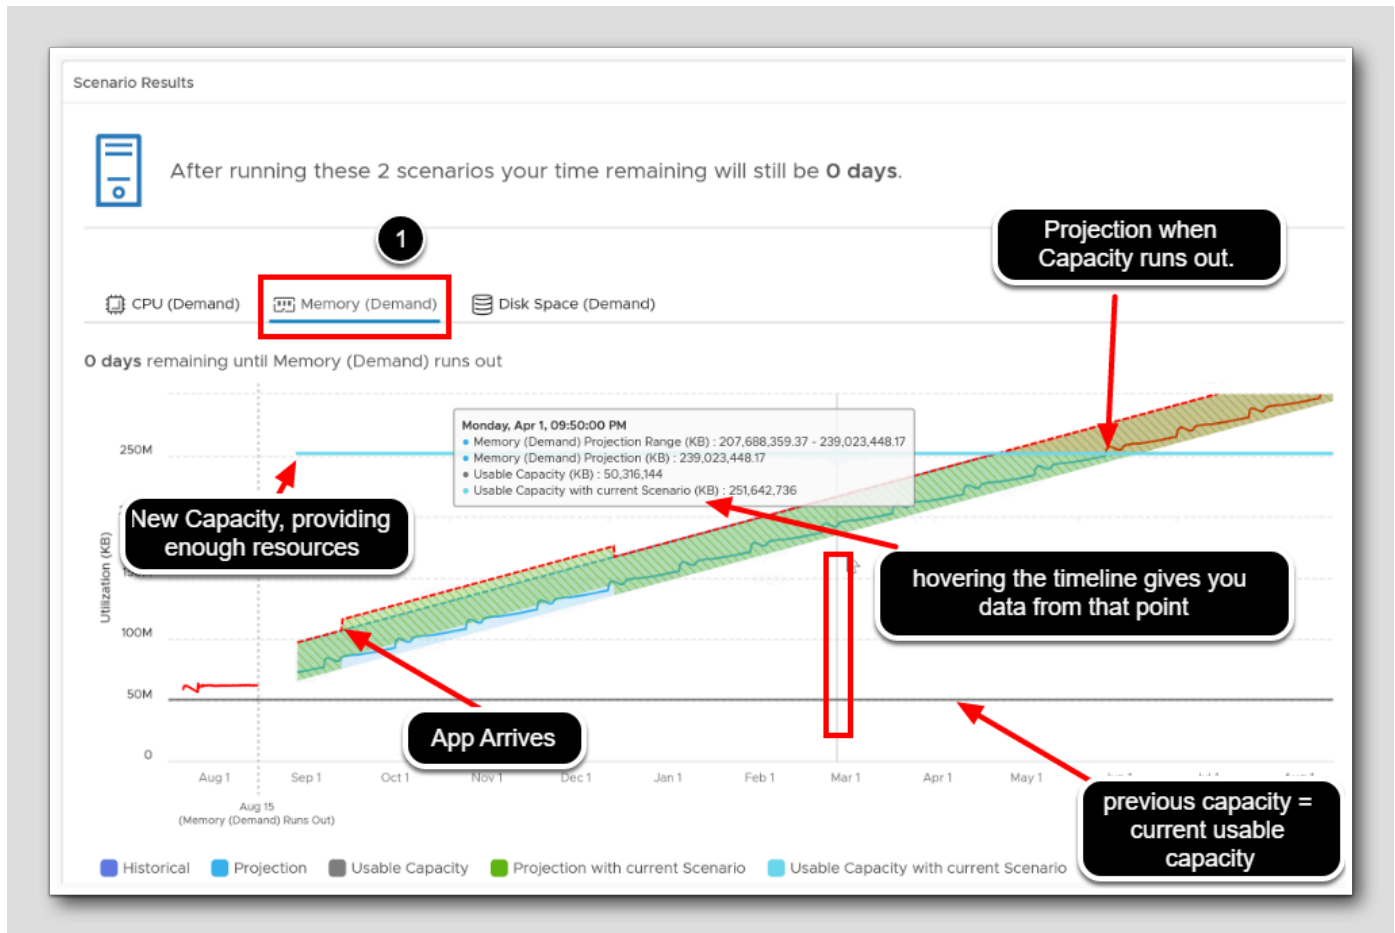 Scenario Results
After running these 2 scenarios your time remaining will still be 0 days.
1
Projection when
Capacity runs out.
CPU (Demand)
Memory (Demand)
Disk Space (Demand)
0 days remaining until Memory (Demand) runs out
Monday, Apr 1, 09:50:00 PM
Memory (Demand) Projection Range (KB) : 207,688,359.37 - 239,023,448.17
Memory (Demand) Projection (KB) : 239,023,448.17
Usable Capacity (KB) : 50,316,144
Usable Capacity with current Scenario (KB) : 251,642,736
250M
New Capacity, providing
enough resources
Utilization (KB)
hovering the timeline gives you
data from that point
100M
50M
App Arrives
0
Aug 1
Sep 1
Oct 1
Nov 1
Dec 1
Jan 1
Feb 1
Mar 1
Apr 1
May 1
previous capacity =
current usable
capacity
Aug 15
(Memory (Demand) Runs Out)
Historical
Projection
Usable Capacity
Projection with current Scenario
Usable Capacity with current Scenario